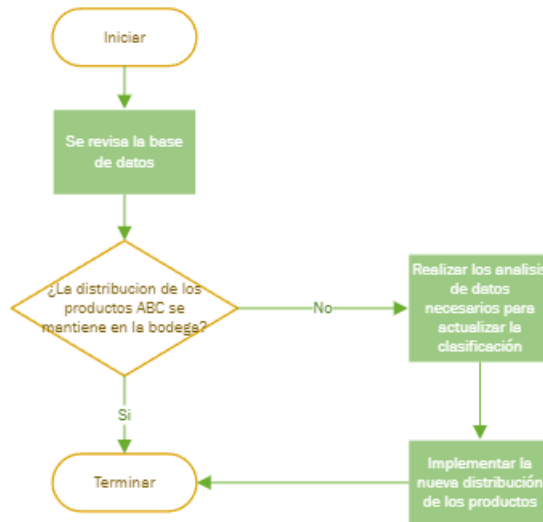 Iniciar
Se revisa la base
de datos
¿La distribucion de los
productos ABC se
mantiene en la bodega?
No
Realizar los analisis
de datos
necesarios para
actualizar la
clasificación
Si
Implementar la
nueva distribución
de los productos
Terminar